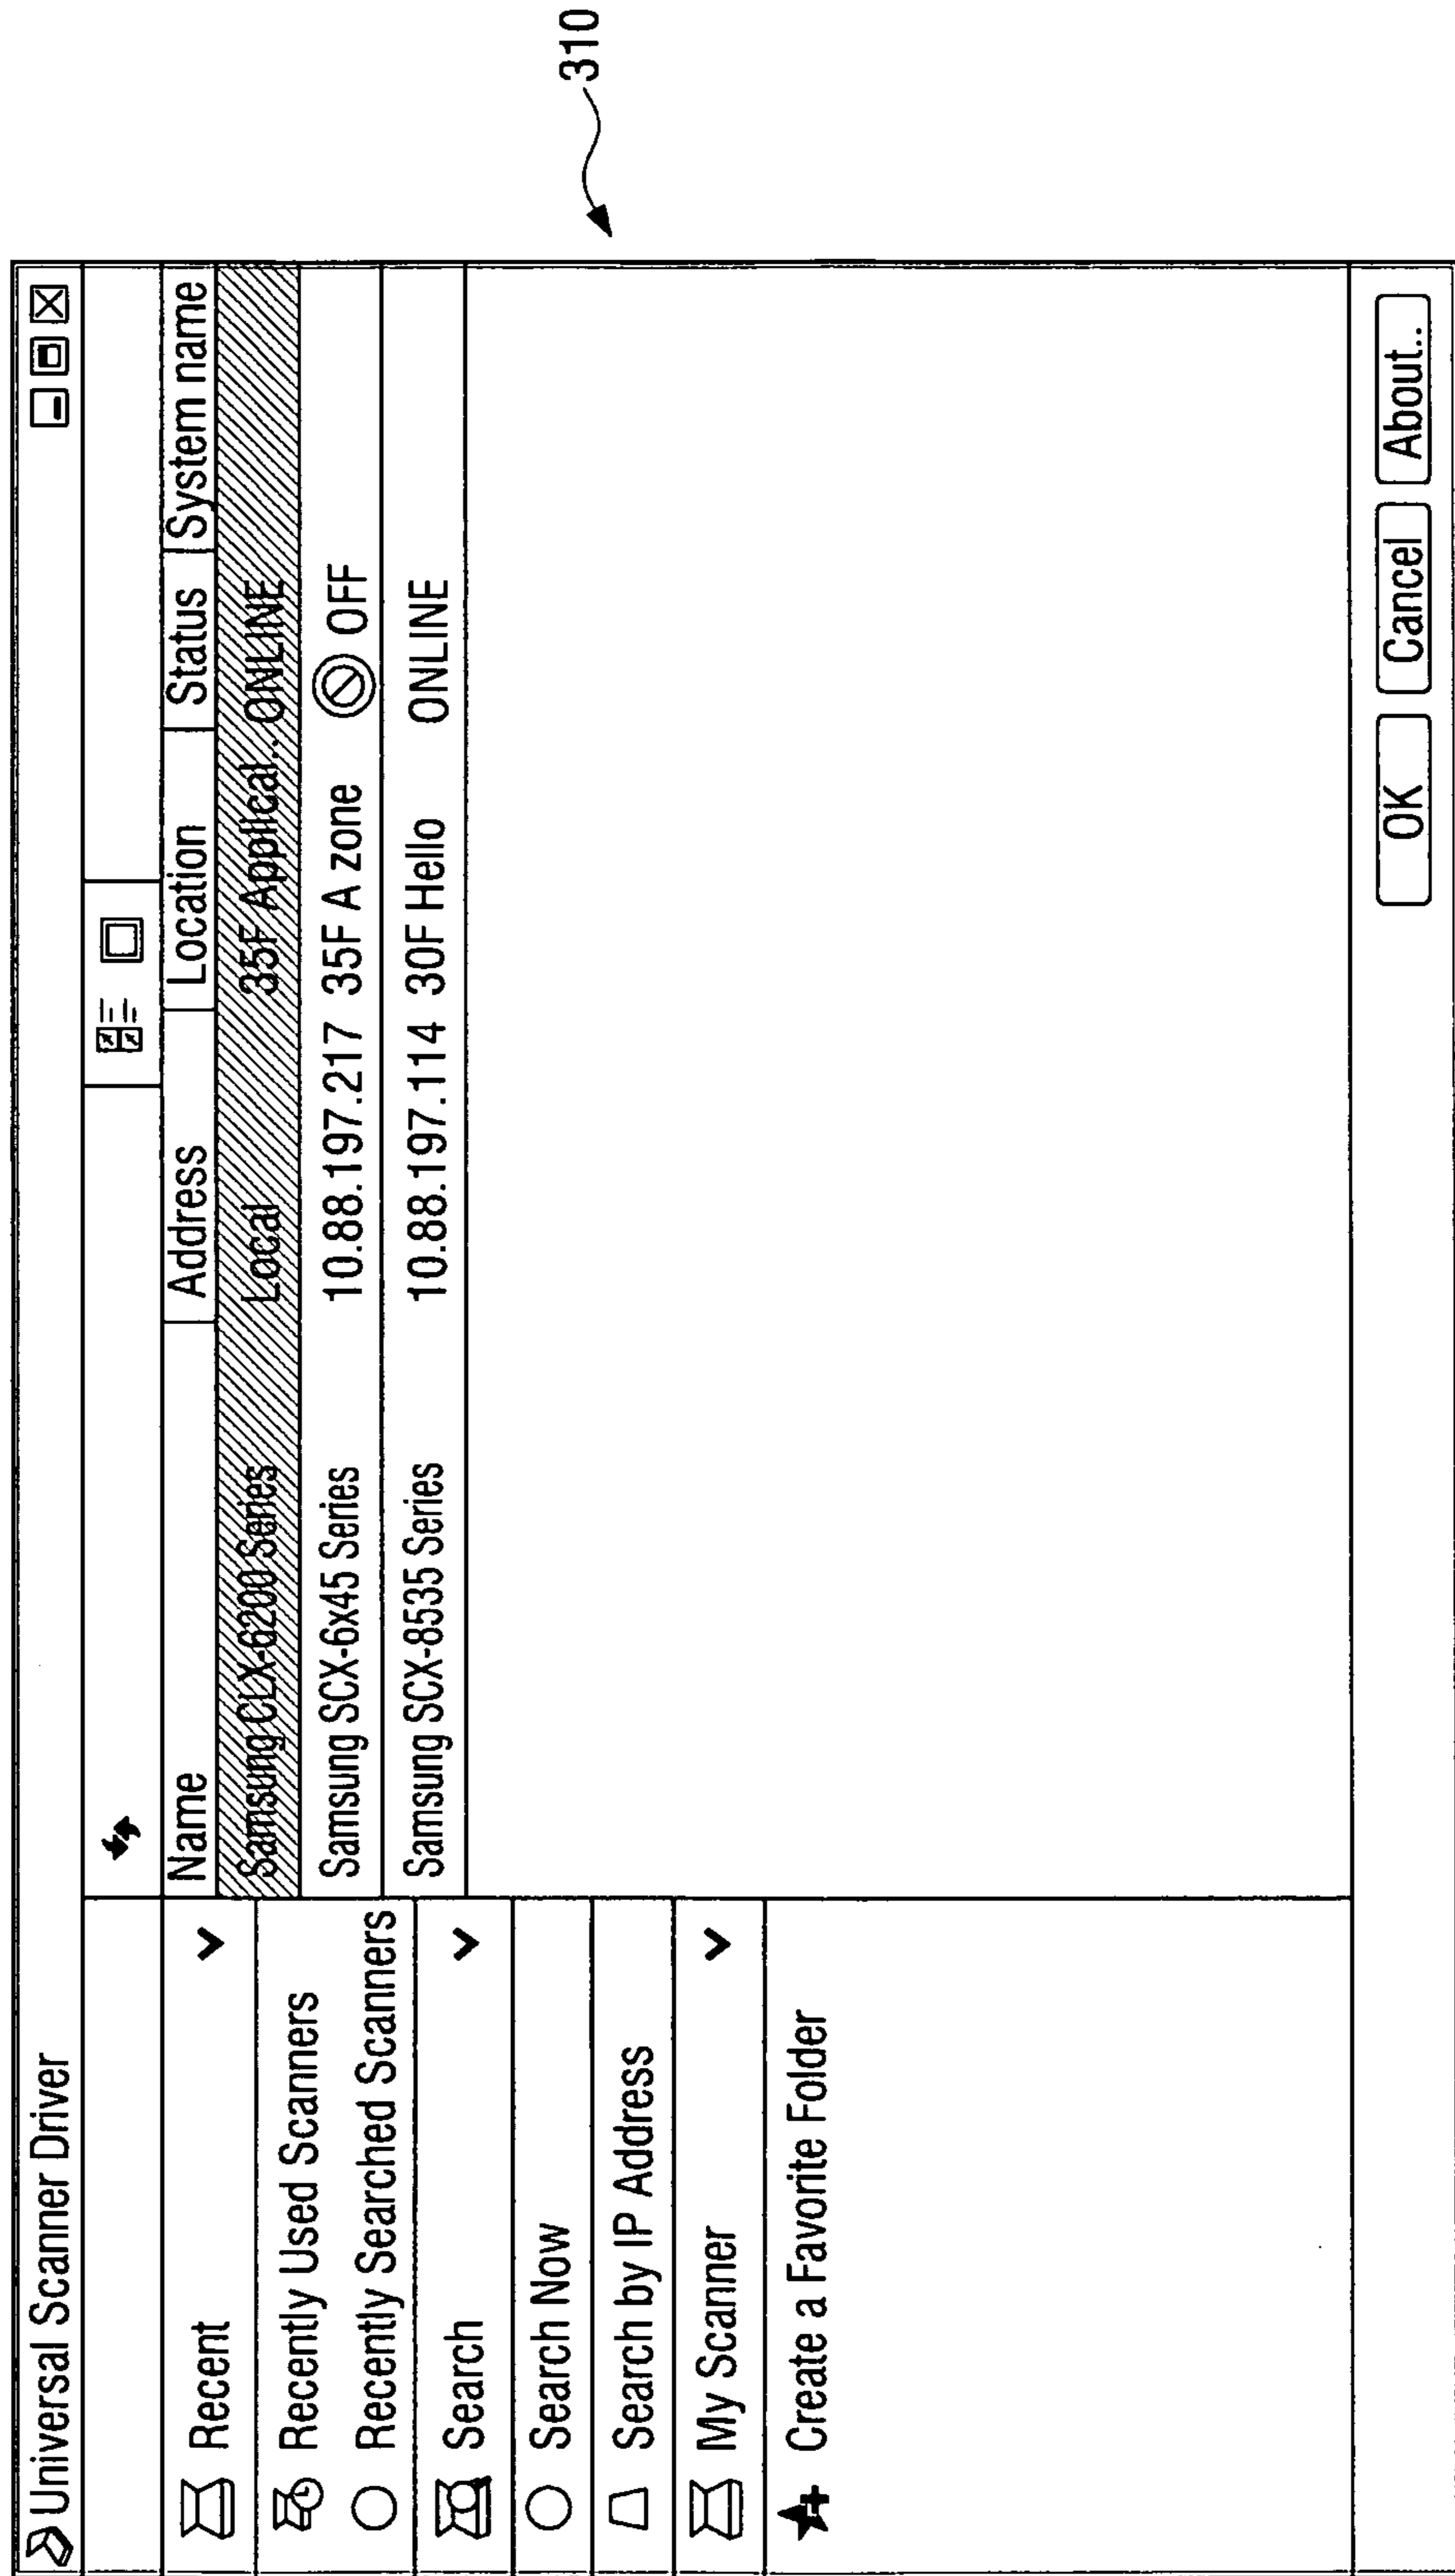 Universal Scanner Driver
Recent
Recently Used Scanners
Recently Searched Scanners
Search
Search Now
Search by IP Address
My Scanner
Create a Favorite Folder
Name Address Location Status System name
Samsung CLX-6200 Series Local 35F Applicat.. ONLINE
Samsung SCX-6x45 Series 10.88.197.217 35F A zone OFF
Samsung SCX-8535 Series 10.88.197.114 30F Hello ONLINE
OK Cancel About..
310